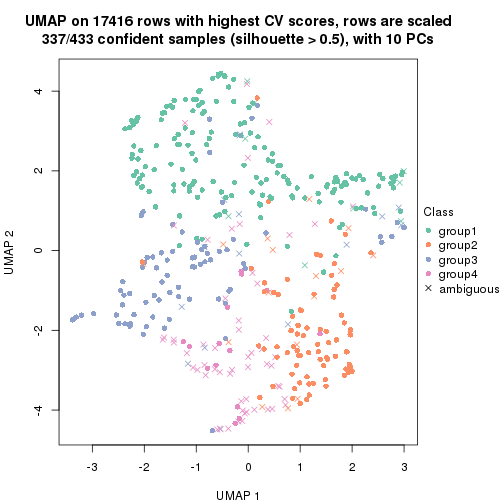 UMAP on 17416 rows with highest CV scores, rows are scaled
337/433 confident samples (silhouette > 0.5), with 10 PCs
4
2
0
-2
-4
UMAP 2
-3 -2 -1 0 1 2 3
UMAP 1
Class
group1
group2
group3
group4
ambiguous